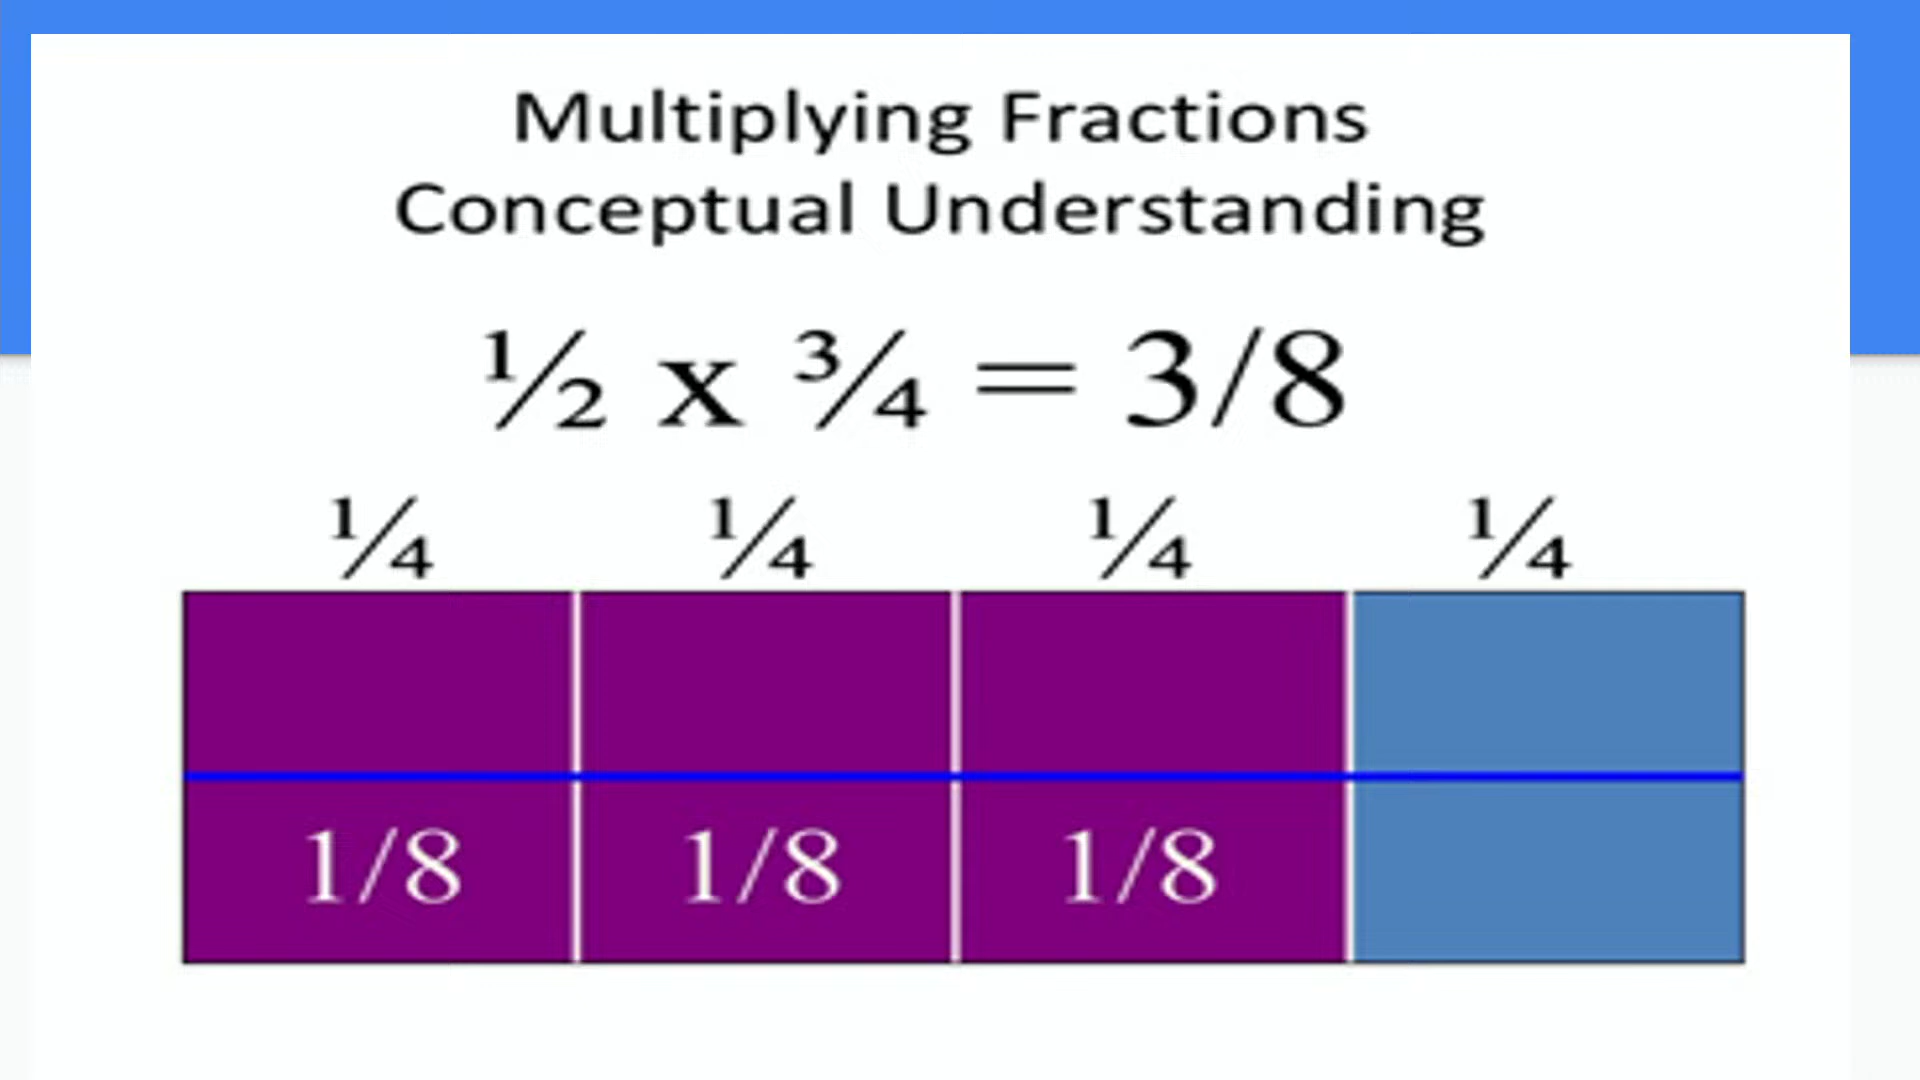 Multiplying Fractions
Conceptual Understanding
½ x ¾ = 3/8
¼ ¼ ¼ ¼
1/8 1/8 1/8